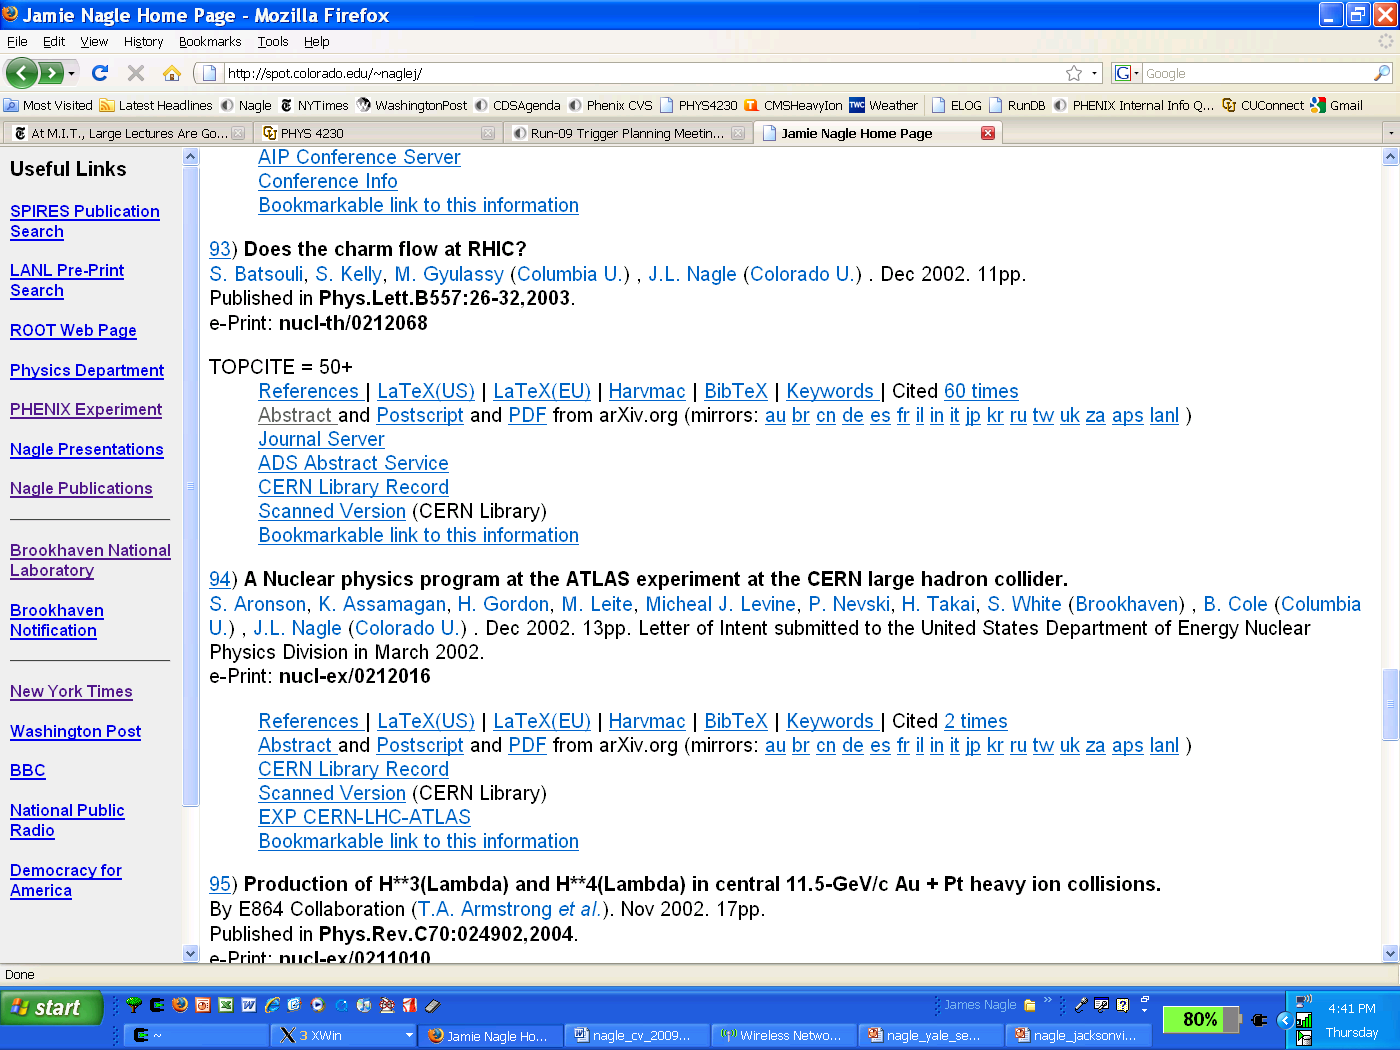 Jamie Nagle Home Page - Mozilla Firefox
File Edit View History Bookmarks Tools Help
http://spot.colorado.edu/~naglej/
G Google
Most Visited Latest Headlines Nagle NYTimes WashingtonPost CDSAgenda Phenix CVS PHYS4230 CMSHeavyIon TWC Weather ELOG RunDB PHENIX Internal Info Q... CUConnect Gmail
At M.I.T., Large Lectures Are Go... PHYS 4230 Run-09 Trigger Planning Meetin... Jamie Nagle Home Page
Useful Links
SPIRES Publication
Search
LANL Pre-Print
Search
ROOT Web Page
Physics Department
PHENIX Experiment
Nagle Presentations
Nagle Publications
Brookhaven National
Laboratory
Brookhaven
Notification
New York Times
Washington Post
BBC
National Public
Radio
Democracy for
America
AIP Conference Server
Conference Info
Bookmarkable link to this information
93) Does the charm flow at RHIC?
S. Batsouli, S. Kelly, M. Gyulassy (Columbia U.) , J.L. Nagle (Colorado U.) . Dec 2002. 11pp.
Published in Phys.Lett.B557:26-32,2003.
e-Print: nucl-th/0212068
TOPCITE = 50+
References | LaTeX(US) | LaTeX(EU) | Harvmac | BibTeX | Keywords | Cited 60 times
Abstract and Postscript and PDF from arXiv.org (mirrors: au br cn de es fr il in it jp kr ru tw uk za aps lanl )
Journal Server
ADS Abstract Service
CERN Library Record
Scanned Version (CERN Library)
Bookmarkable link to this information
94) A Nuclear physics program at the ATLAS experiment at the CERN large hadron collider.
S. Aronson, K. Assamagan, H. Gordon, M. Leite, Micheal J. Levine, P. Nevski, H. Takai, S. White (Brookhaven) , B. Cole (Columbia
U.) , J.L. Nagle (Colorado U.) . Dec 2002. 13pp. Letter of Intent submitted to the United States Department of Energy Nuclear
Physics Division in March 2002.
e-Print: nucl-ex/0212016
References | LaTeX(US) | LaTeX(EU) | Harvmac | BibTeX | Keywords | Cited 2 times
Abstract and Postscript and PDF from arXiv.org (mirrors: au br cn de es fr il in it jp kr ru tw uk za aps lanl )
CERN Library Record
Scanned Version (CERN Library)
EXP CERN-LHC-ATLAS
Bookmarkable link to this information
95) Production of H**3(Lambda) and H**4(Lambda) in central 11.5-GeV/c Au + Pt heavy ion collisions.
By E864 Collaboration (T.A. Armstrong et al.). Nov 2002. 17pp.
Published in Phys.Rev.C70:024902,2004.
e-Print: nucl-ex/0211010
Done
start James Nagle » 80% 4:41 PM
~ 3 XWin Jamie Nagle Ho... nagle_cv_2009... Wireless Netwo... nagle_yale_se... nagle_jacksonvi... Thursday